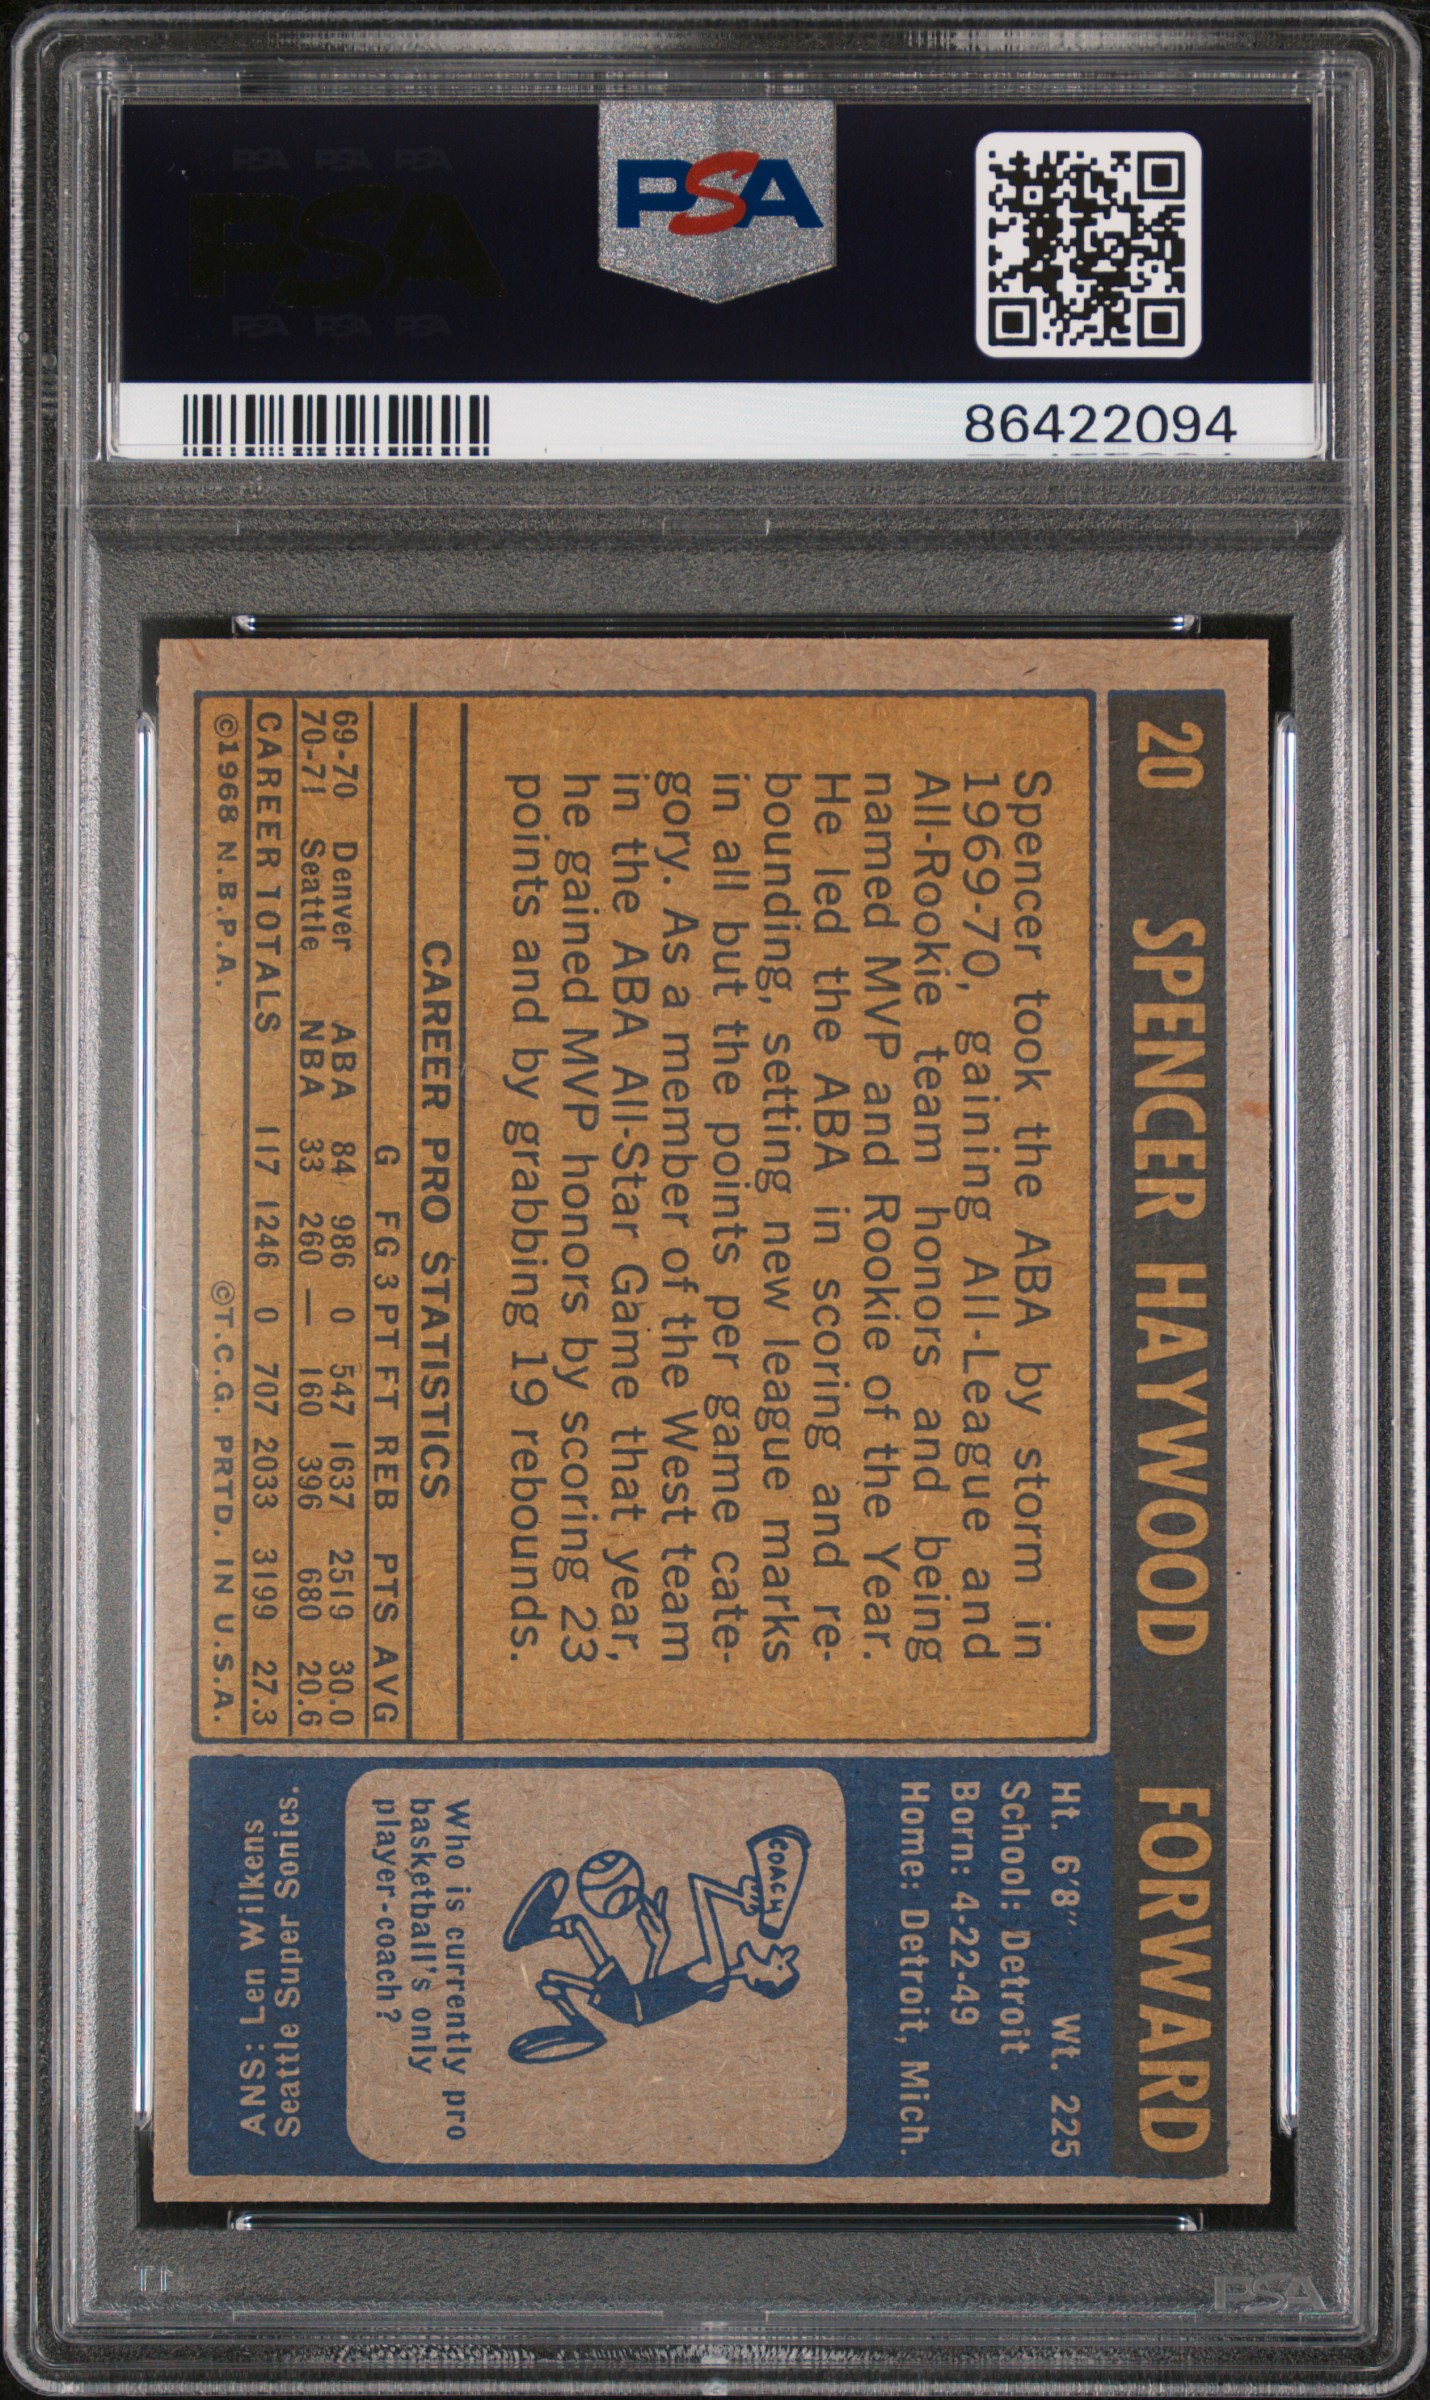 PSA PSA PSA
PSA
PSA PSA PSA
PSA
86422094
20 SPENCER HAYWOOD FORWARD
Spencer took the ABA by storm in
1969-70, gaining All-League and
All-Rookie team honors and being
named MVP and Rookie of the Year.
He led the ABA in scoring and re-
bounding, setting new league marks
in all but the points per game cate-
gory. As a member of the West team
in the ABA All-Star Game that year,
he gained MVP honors by scoring 23
points and by grabbing 19 rebounds.
CAREER PRO STATISTICS
G FG 3PT FT REB PTS AVG
69-70 Denver ABA 84 986 0 547 1637 2519 30.0
70-71 Seattle NBA 33 260 — 160 396 680 20.6
CAREER TOTALS 117 1246 0 707 2033 3199 27.3
©1968 N.B.P.A. ©T.C.G. PRTD. IN U.S.A.
Ht. 6'8" Wt. 225
School: Detroit
Born: 4-22-49
Home: Detroit, Mich.
COACH
Who is currently pro
basketball's only
player-coach?
ANS: Len Wilkens
Seattle Super Sonics.
PSA